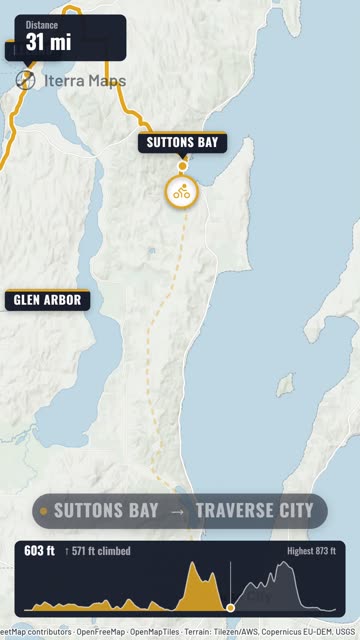 Distance
31 mi
Iterra Maps
SUTTONS BAY
GLEN ARBOR
SUTTONS BAY → TRAVERSE CITY
603 ft ↑ 571 ft climbed Highest 873 ft
eetMap contributors · OpenFreeMap · OpenMapTiles · Terrain: Tilezen/AWS, Copernicus EU-DEM, USGS